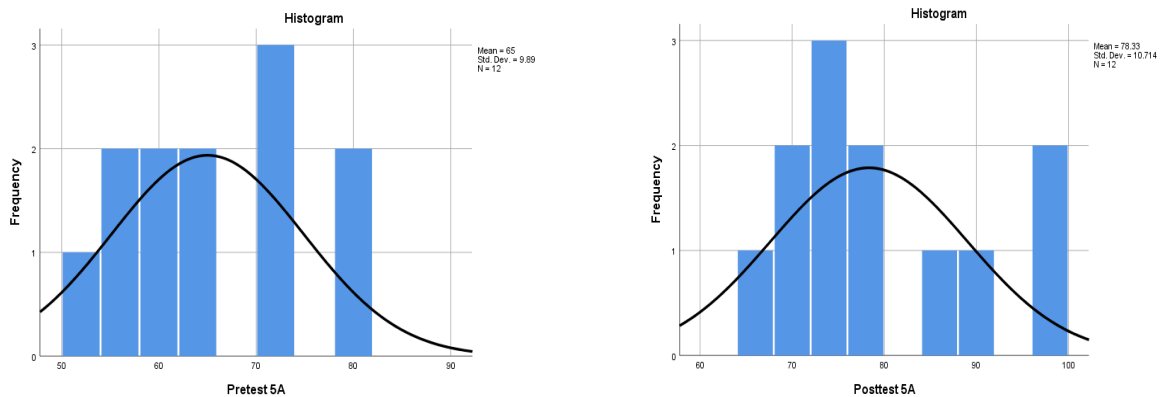 Histogram
Mean = 65
Std. Dev. = 9.89
N = 12
Frequency
3
2
1
0
50
60
70
80
90
Pretest 5A
Histogram
Mean = 78.33
Std. Dev. = 10.714
N = 12
Frequency
3
2
1
0
60
70
80
90
100
Posttest 5A